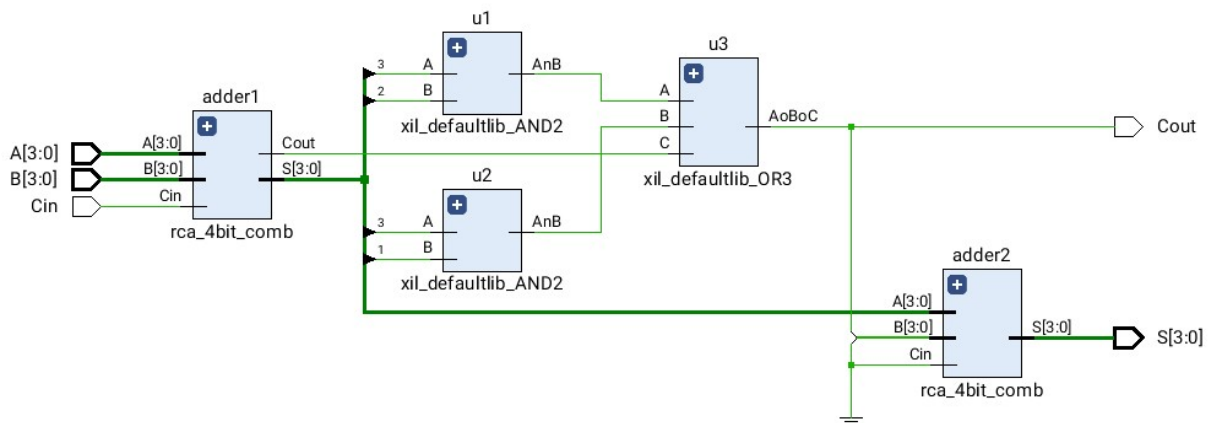 u1
3 A AnB
2 B
xil_defaultlib_AND2
u3
A
B AoBoC
C
xil_defaultlib_OR3
Cout
adder1
A[3:0] A[3:0] Cout
B[3:0] B[3:0] S[3:0]
Cin Cin
rca_4bit_comb
u2
3 A AnB
1 B
xil_defaultlib_AND2
adder2
A[3:0]
B[3:0] S[3:0] S[3:0]
Cin
rca_4bit_comb